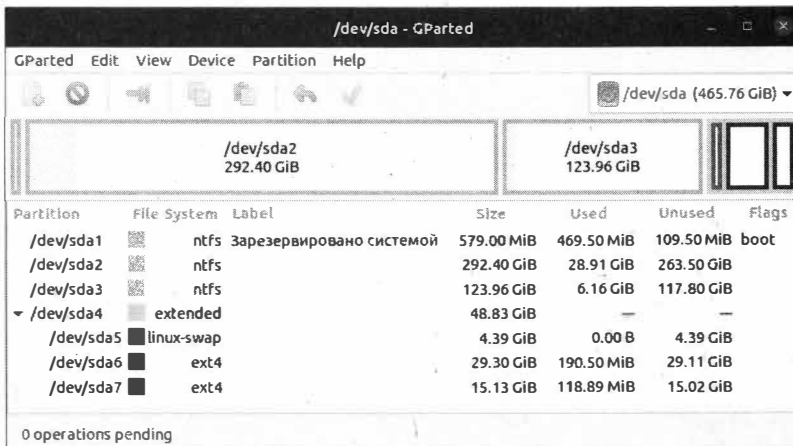 /dev/sda - GParted
GParted Edit View Device Partition Help
/dev/sda (465.76 GiB)
/dev/sda2 /dev/sda3
292.40 GiB 123.96 GiB
Partition File System Label Size Used Unused Flags
/dev/sda1 ntfs Зарезервировано системой 579.00 MiB 469.50 MiB 109.50 MiB boot
/dev/sda2 ntfs 292.40 GiB 28.91 GiB 263.50 GiB
/dev/sda3 ntfs 123.96 GiB 6.16 GiB 117.80 GiB
/dev/sda4 extended 48.83 GiB — —
/dev/sda5 linux-swap 4.39 GiB 0.00 B 4.39 GiB
/dev/sda6 ext4 29.30 GiB 190.50 MiB 29.11 GiB
/dev/sda7 ext4 15.13 GiB 118.89 MiB 15.02 GiB
0 operations pending